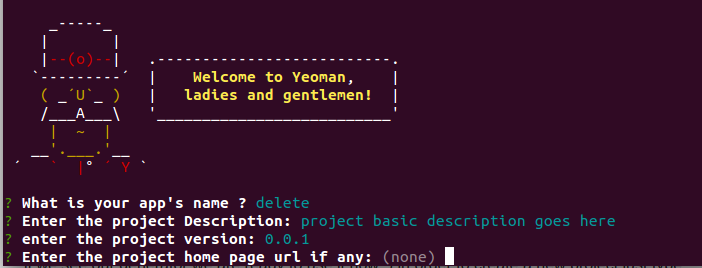 Welcome to Yeoman,
ladies and gentlemen!
? What is your app's name ? delete
? Enter the project Description: project basic description goes here
? enter the project version: 0.0.1
? Enter the project home page url if any: (none)